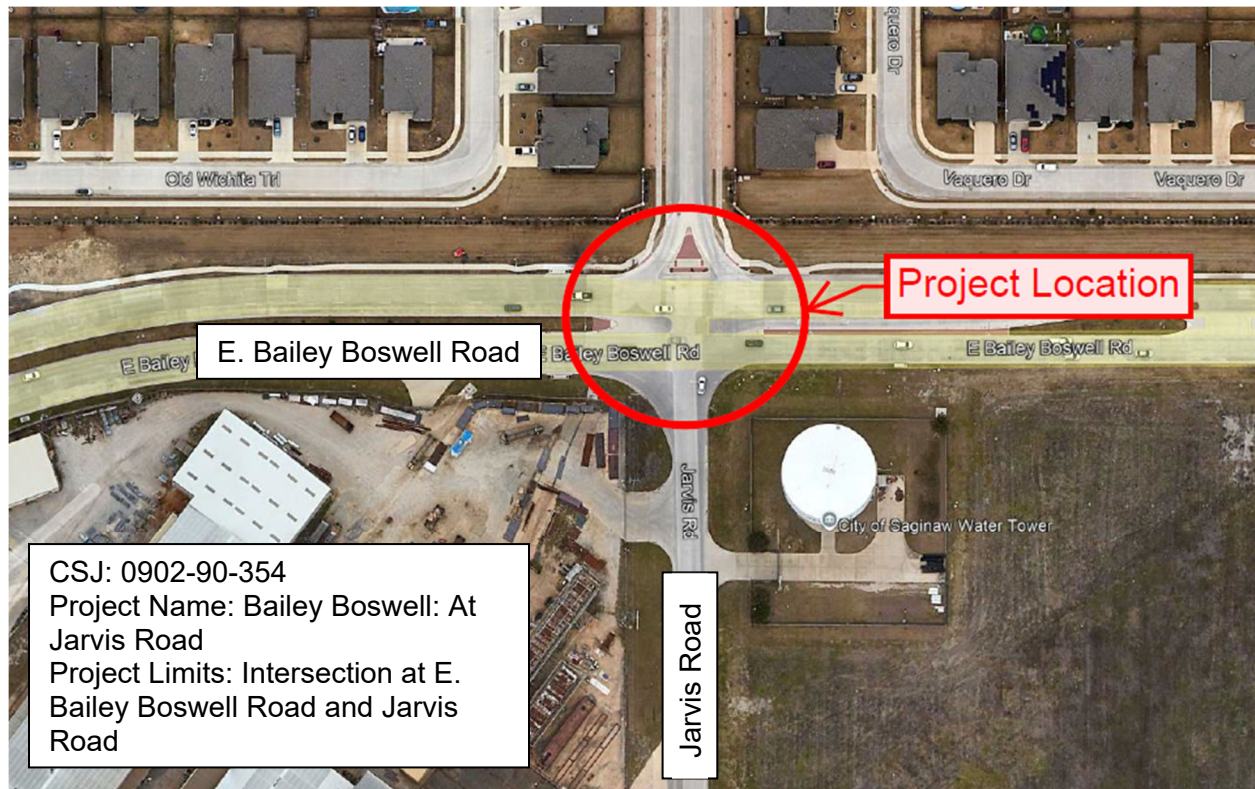 quero Dr
Old Wichita Trl
Vaquero Dr
Vaquero Dr
Project Location
E. Bailey Boswell Road
E Bailey B
Bailey Boswell Rd
E Bailey Boswell Rd
Jarvis Rd
City of Saginaw Water Tower
CSJ: 0902-90-354
Project Name: Bailey Boswell: At
Jarvis Road
Project Limits: Intersection at E.
Bailey Boswell Road and Jarvis
Road
Jarvis Road